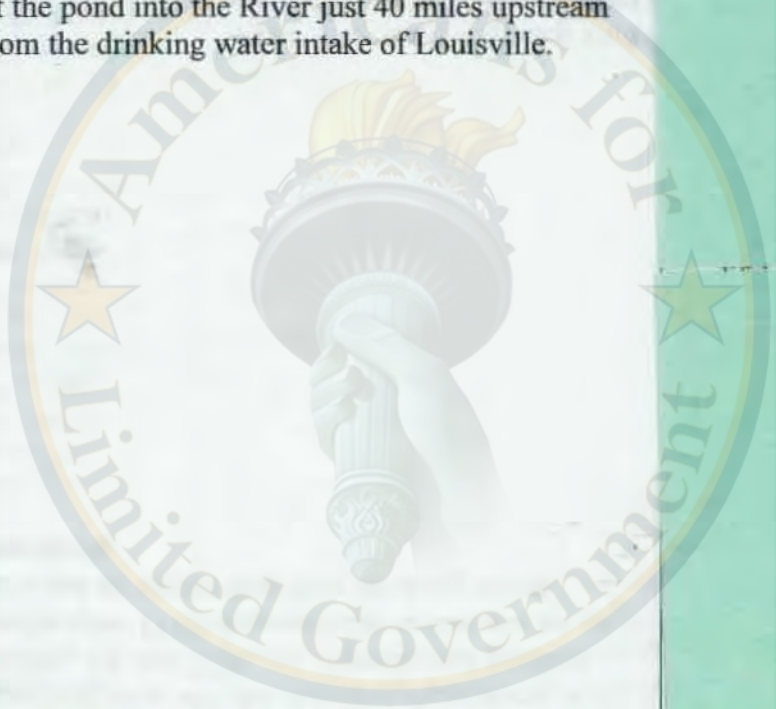 the pond into the River just 40 miles upstream
om the drinking water intake of Louisville.
Americans for
Limited Government